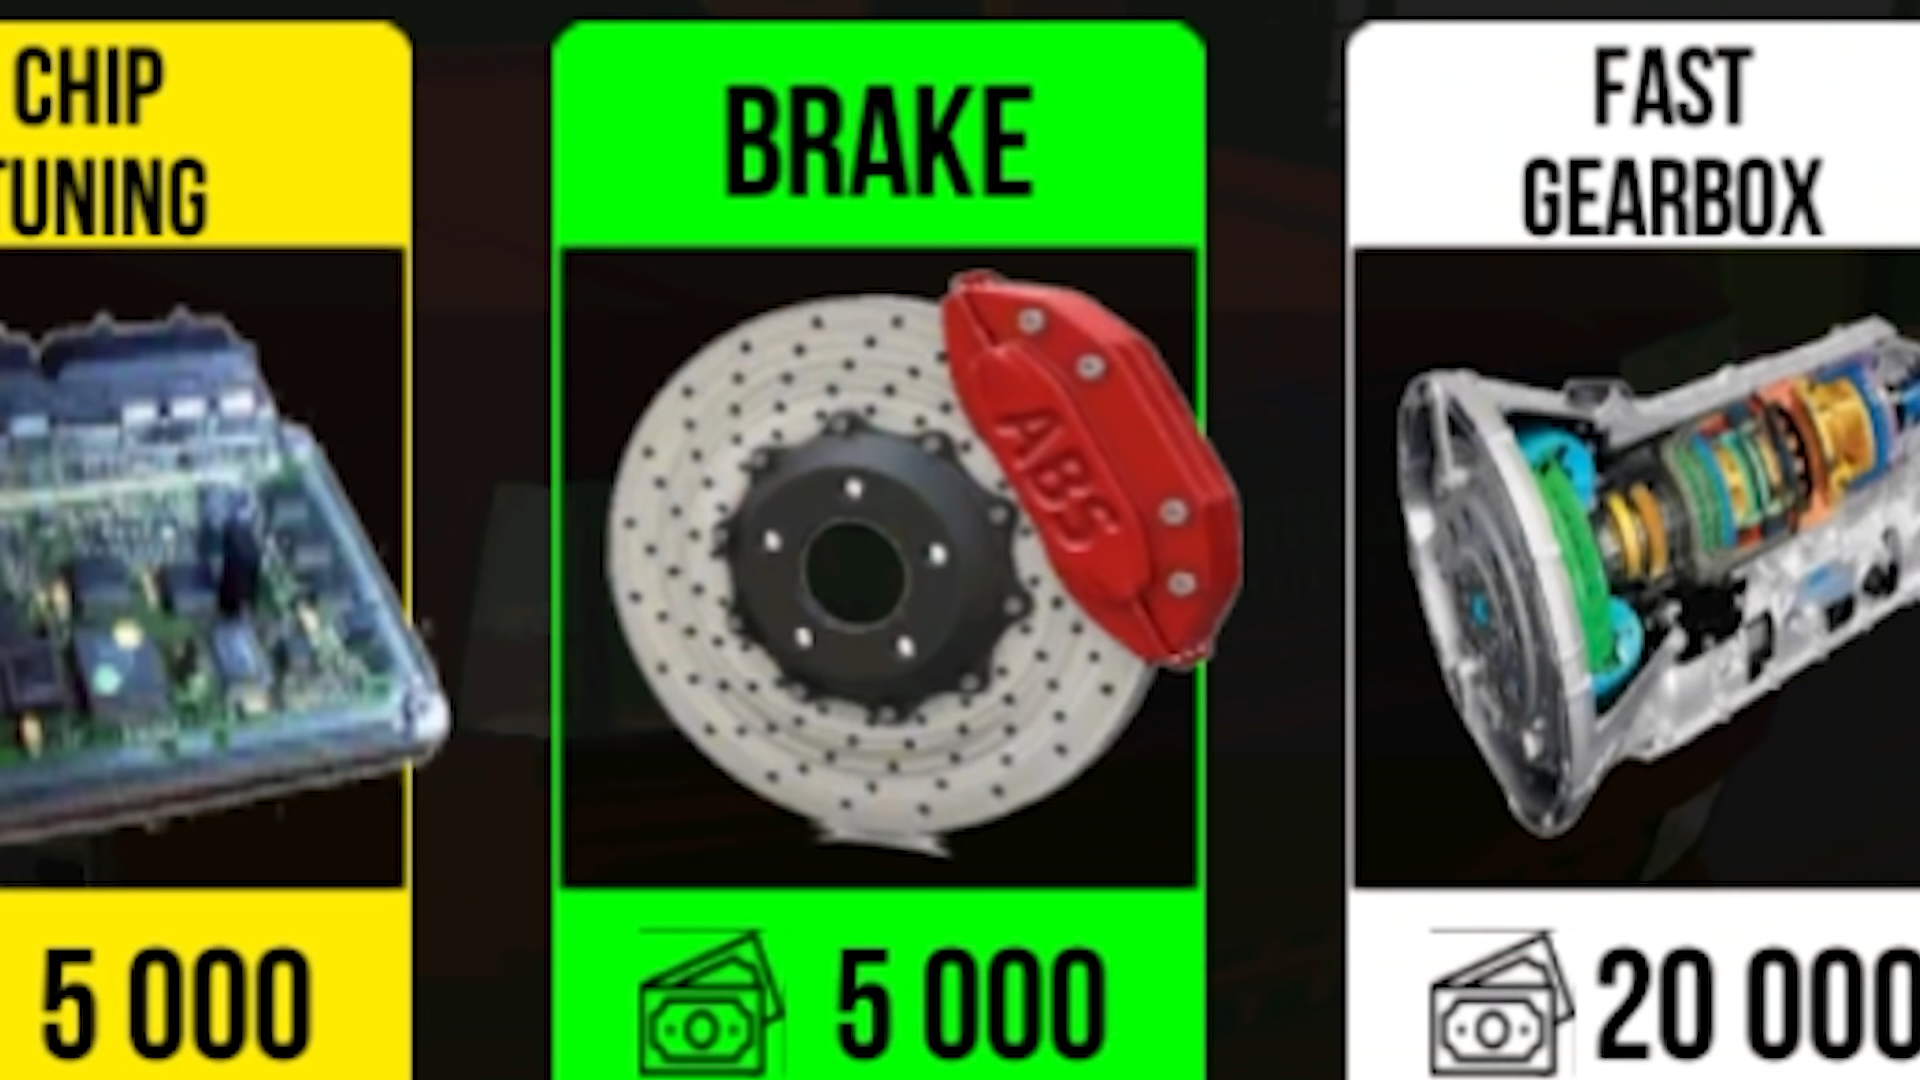 CHIP
TUNING
5 000
BRAKE
ABS
5 000
FAST
GEARBOX
20 000